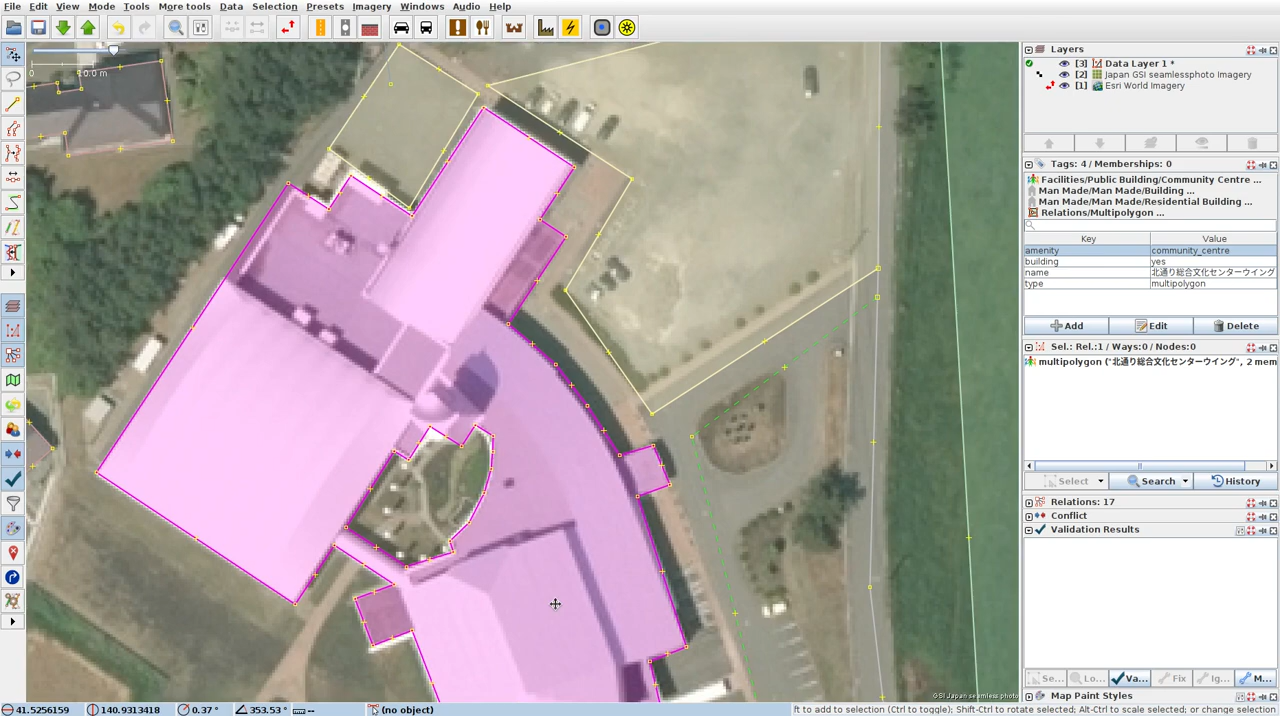 File Edit View Mode Tools More tools Data Selection Presets Imagery Windows Audio Help
0 10.0 m
Layers
[3] Data Layer 1 *
[2] Japan GSI seamlessphoto Imagery
[1] Esri World Imagery
Tags: 4 / Memberships: 0
Facilities/Public Building/Community Centre ...
Man Made/Man Made/Building ...
Man Made/Man Made/Residential Building ...
Relations/Multipolygon ...
Key Value
amenity community_centre
building yes
name 北通り総合文化センターウイング
type multipolygon
Add Edit Delete
Sel.: Rel.:1 / Ways:0 / Nodes:0
multipolygon ("北通り総合文化センターウイング", 2 mem
Select Search History
Relations: 17
Conflict
Validation Results
GSI Japan seamless photo
Se... Lo... Va... Fix Ig... M...
Map Paint Styles
41.5256159 140.9313418 0.37 ° 353.53 ° -- (no object) ft to add to selection (Ctrl to toggle); Shift-Ctrl to rotate selected; Alt-Ctrl to scale selected; or change selection